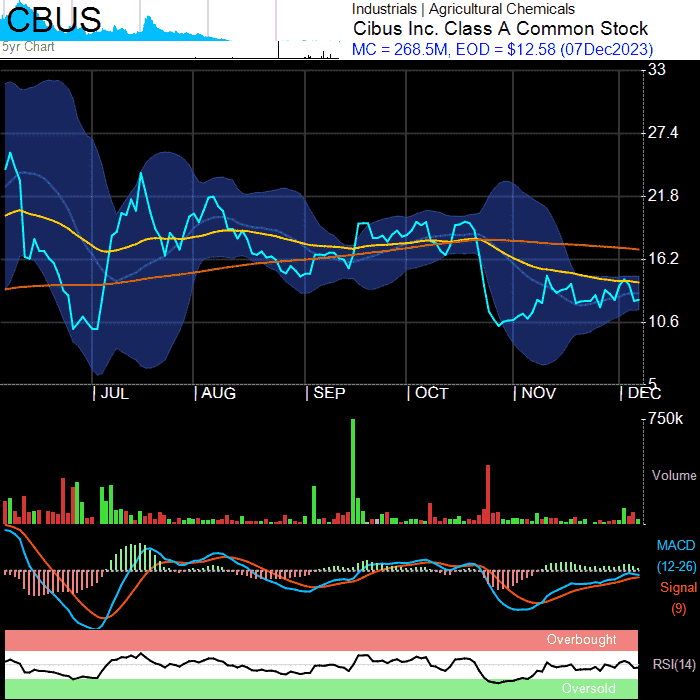 CBUS
5yr Chart
Industrials | Agricultural Chemicals
Cibus Inc. Class A Common Stock
MC = 268.5M, EOD = $12.58 (07Dec2023)
33
27.4
21.8
16.2
10.6
5
JUL
AUG
SEP
OCT
NOV
DEC
750k
Volume
MACD
(12-26)
Signal
(9)
Overbought
RSI(14)
Oversold